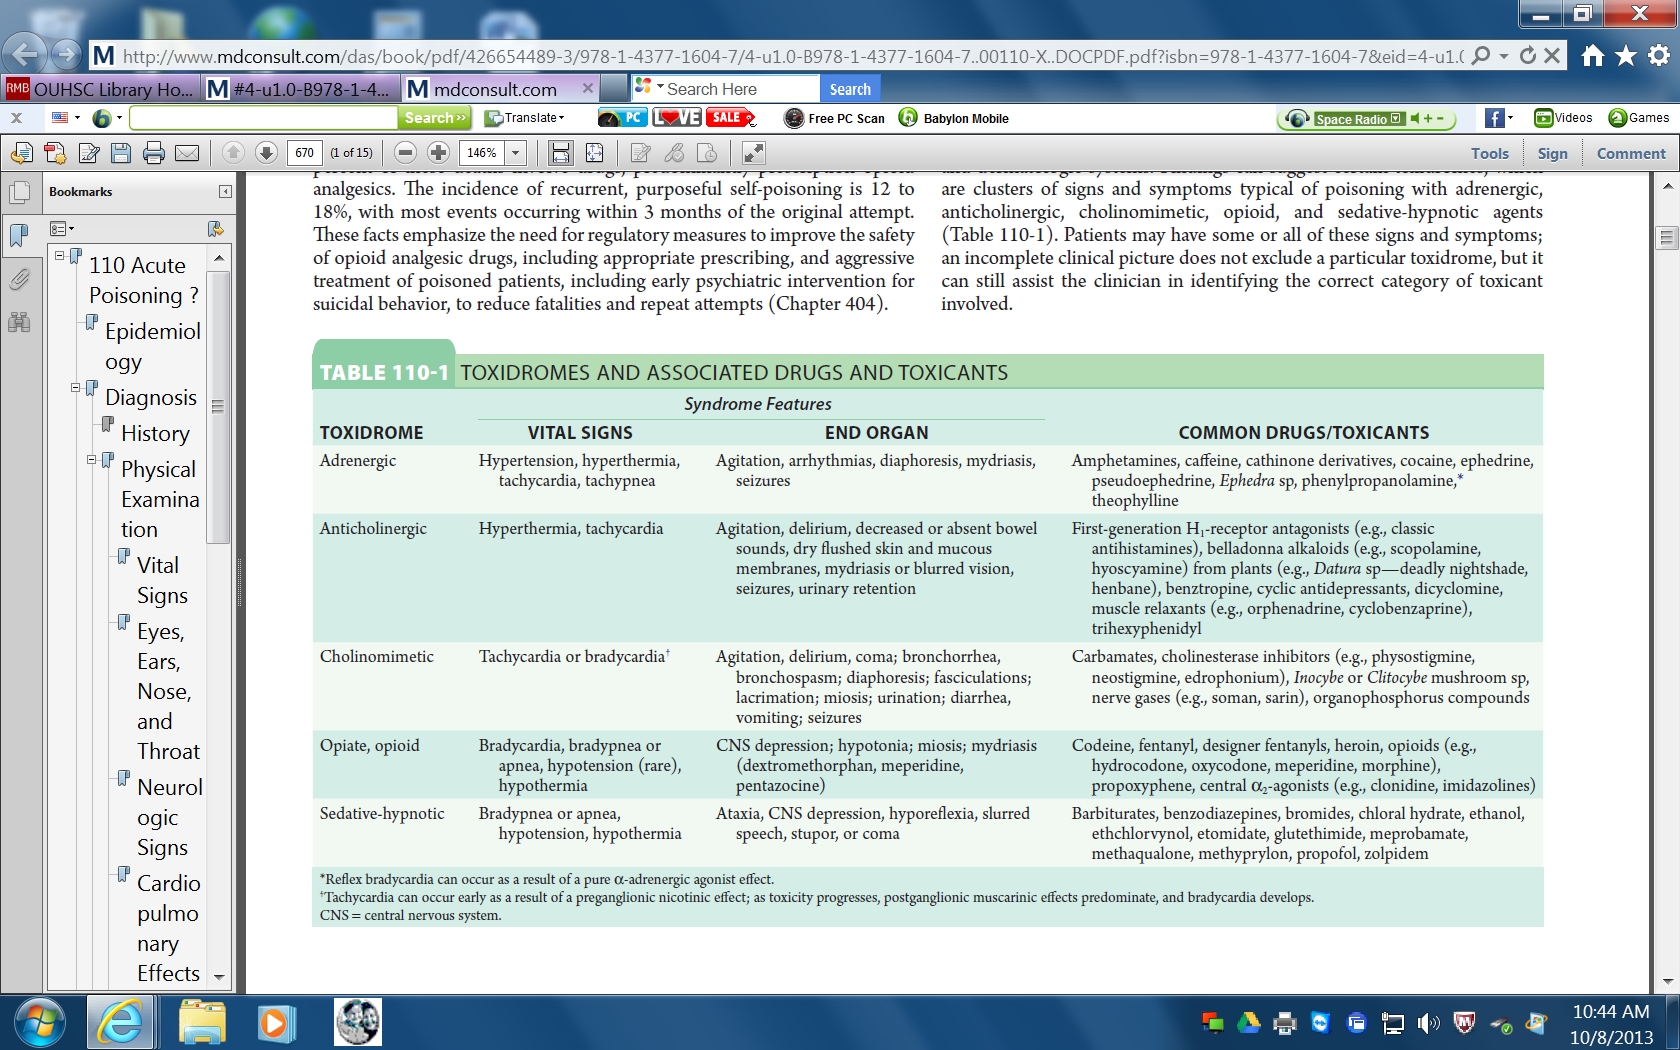 http://www.mdconsult.com/das/book/pdf/426654489-3/978-1-4377-1604-7/4-u1.0-B978-1-4377-1604-7..00110-X..DOCPDF.pdf?isbn=978-1-4377-1604-7&eid=4-u1.(
RMB OUHSC Library Ho...
M #4-u1.0-B978-1-4...
M mdconsult.com
Search Here
Search
x
Search >>
Translate
PC
LOVE
SALE
Free PC Scan
Babylon Mobile
Space Radio
Videos
Games
670
(1 of 15)
146%
Tools
Sign
Comment
Bookmarks
110 Acute
Poisoning ?
Epidemiol
ogy
Diagnosis
History
Physical
Examina
tion
Vital
Signs
Eyes,
Ears,
Nose,
and
Throat
Neurol
ogic
Signs
Cardio
pulmo
nary
Effects
analgesics. The incidence of recurrent, purposeful self-poisoning is 12 to
18%, with most events occurring within 3 months of the original attempt.
These facts emphasize the need for regulatory measures to improve the safety
of opioid analgesic drugs, including appropriate prescribing, and aggressive
treatment of poisoned patients, including early psychiatric intervention for
suicidal behavior, to reduce fatalities and repeat attempts (Chapter 404).
are clusters of signs and symptoms typical of poisoning with adrenergic,
anticholinergic, cholinomimetic, opioid, and sedative-hypnotic agents
(Table 110-1). Patients may have some or all of these signs and symptoms;
an incomplete clinical picture does not exclude a particular toxidrome, but it
can still assist the clinician in identifying the correct category of toxicant
involved.
TABLE 110-1 TOXIDROMES AND ASSOCIATED DRUGS AND TOXICANTS
Syndrome Features
TOXIDROME VITAL SIGNS END ORGAN COMMON DRUGS/TOXICANTS
Adrenergic
Hypertension, hyperthermia,
tachycardia, tachypnea
Agitation, arrhythmias, diaphoresis, mydriasis,
seizures
Amphetamines, caffeine, cathinone derivatives, cocaine, ephedrine,
pseudoephedrine, Ephedra sp, phenylpropanolamine,*
theophylline
Anticholinergic
Hyperthermia, tachycardia
Agitation, delirium, decreased or absent bowel
sounds, dry flushed skin and mucous
membranes, mydriasis or blurred vision,
seizures, urinary retention
First-generation H1-receptor antagonists (e.g., classic
antihistamines), belladonna alkaloids (e.g., scopolamine,
hyoscyamine) from plants (e.g., Datura sp—deadly nightshade,
henbane), benztropine, cyclic antidepressants, dicyclomine,
muscle relaxants (e.g., orphenadrine, cyclobenzaprine),
trihexyphenidyl
Cholinomimetic
Tachycardia or bradycardia†
Agitation, delirium, coma; bronchorrhea,
bronchospasm; diaphoresis; fasciculations;
lacrimation; miosis; urination; diarrhea,
vomiting; seizures
Carbamates, cholinesterase inhibitors (e.g., physostigmine,
neostigmine, edrophonium), Inocybe or Clitocybe mushroom sp,
nerve gases (e.g., soman, sarin), organophosphorus compounds
Opiate, opioid
Bradycardia, bradypnea or
apnea, hypotension (rare),
hypothermia
CNS depression; hypotonia; miosis; mydriasis
(dextromethorphan, meperidine,
pentazocine)
Codeine, fentanyl, designer fentanyls, heroin, opioids (e.g.,
hydrocodone, oxycodone, meperidine, morphine),
propoxyphene, central α2-agonists (e.g., clonidine, imidazolines)
Sedative-hypnotic
Bradypnea or apnea,
hypotension, hypothermia
Ataxia, CNS depression, hyporeflexia, slurred
speech, stupor, or coma
Barbiturates, benzodiazepines, bromides, chloral hydrate, ethanol,
ethchlorvynol, etomidate, glutethimide, meprobamate,
methaqualone, methyprylon, propofol, zolpidem
*Reflex bradycardia can occur as a result of a pure α-adrenergic agonist effect.
†Tachycardia can occur early as a result of a preganglionic nicotinic effect; as toxicity progresses, postganglionic muscarinic effects predominate, and bradycardia develops.
CNS = central nervous system.
10:44 AM
10/8/2013